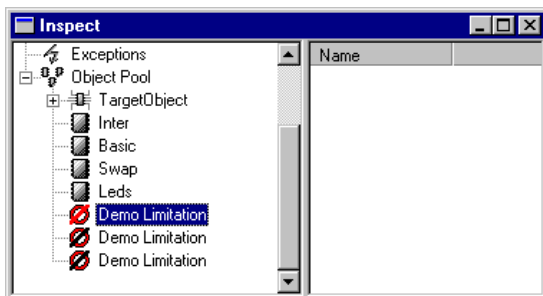 Inspect
Name
Exceptions
Object Pool
TargetObject
Inter
Basic
Swap
Leds
Demo Limitation
Demo Limitation
Demo Limitation